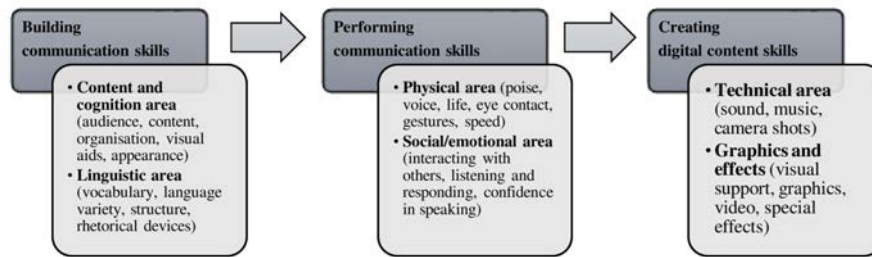 Building
communication skills
• Content and
cognition area
(audience, content,
organisation, visual
aids, appearance)
• Linguistic area
(vocabulary, language
variety, structure,
rhetorical devices)
Performing
communication skills
• Physical area (poise,
voice, life, eye contact,
gestures, speed)
• Social/emotional area
(interacting with
others, listening and
responding, confidence
in speaking)
Creating
digital content skills
• Technical area
(sound, music,
camera shots)
• Graphics and
effects (visual
support, graphics,
video, special
effects)